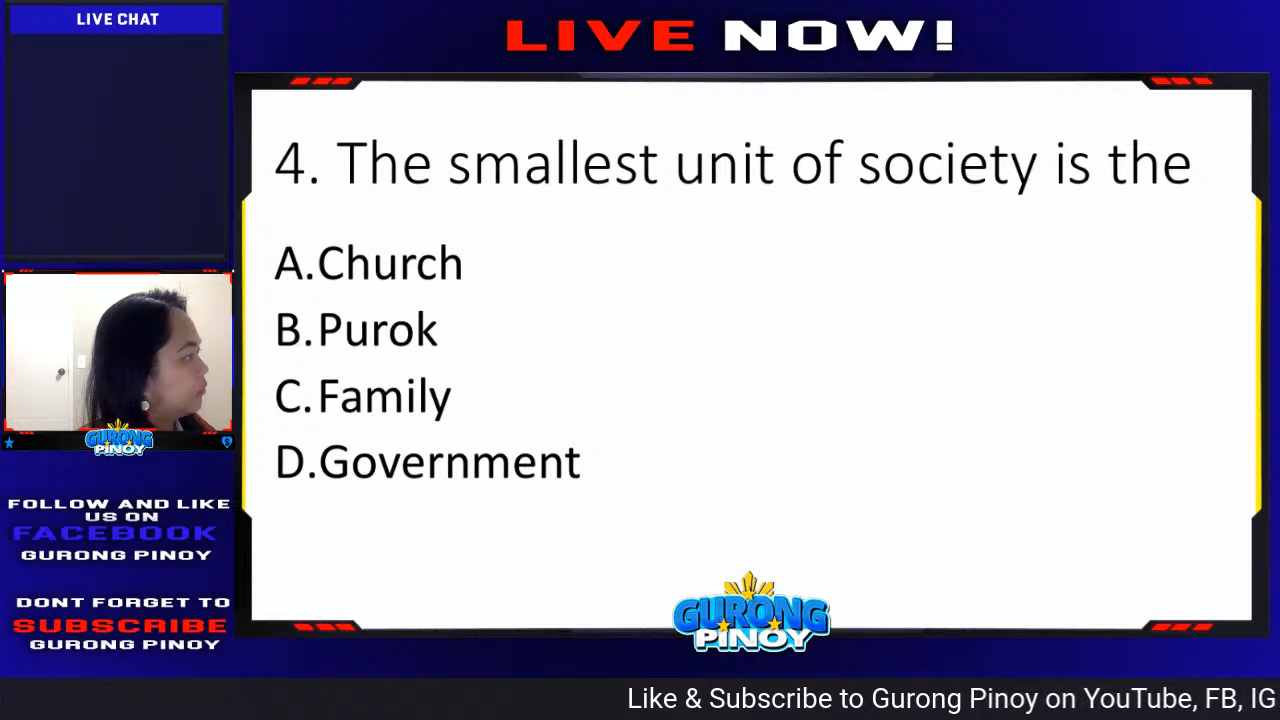 LIVE CHAT
LIVE NOW!
4. The smallest unit of society is the
A.Church
B.Purok
C.Family
D.Government
GURONG
PINOY
FOLLOW AND LIKE
US ON
FACEBOOK
GURONG PINOY
DONT FORGET TO
SUBSCRIBE
GURONG PINOY
GURONG
PINOY
Like & Subscribe to Gurong Pinoy on YouTube, FB, IG